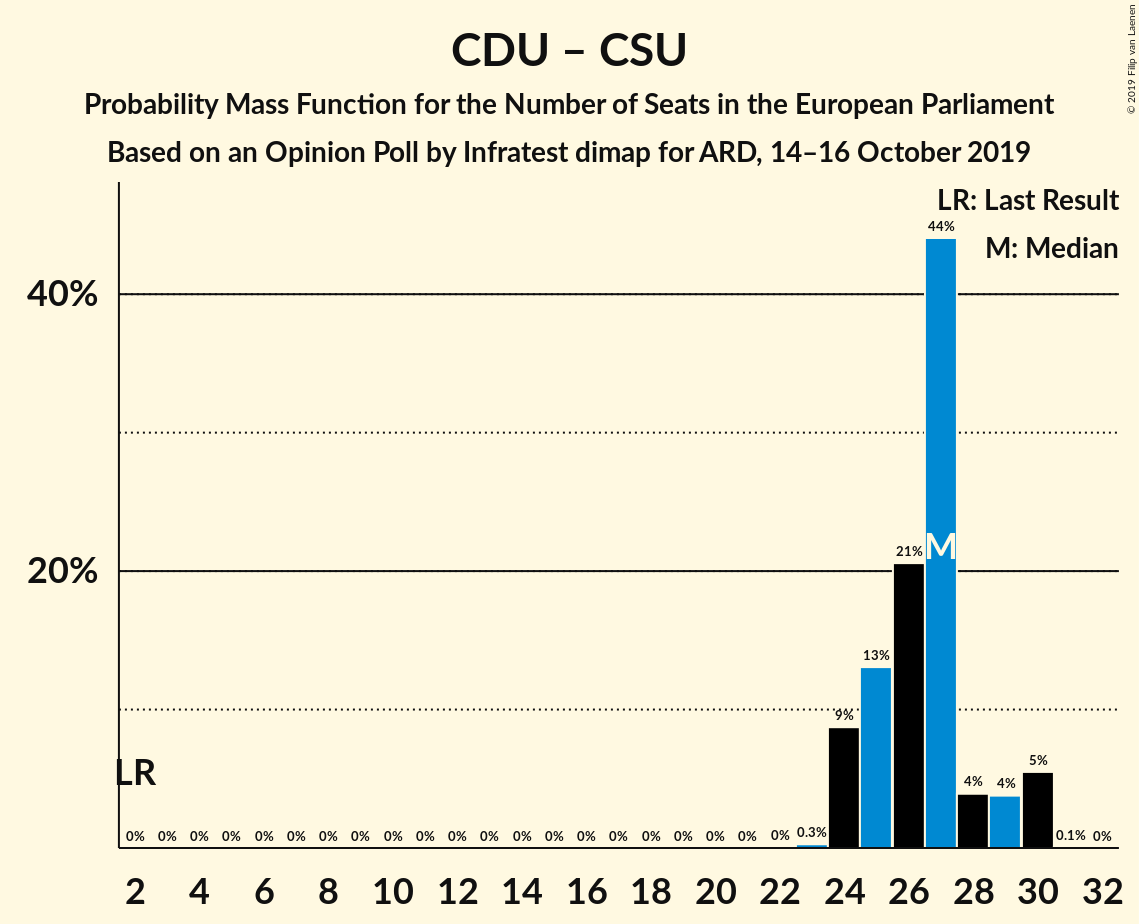 CDU – CSU
Probability Mass Function for the Number of Seats in the European Parliament
Based on an Opinion Poll by Infratest dimap for ARD, 14–16 October 2019
© 2019 Filip van Laenen
LR: Last Result
M: Median
44%
40%
M
21%
20%
13%
9%
LR
5%
4%
4%
0% 0% 0% 0% 0% 0% 0% 0% 0% 0% 0% 0% 0% 0% 0% 0% 0% 0% 0% 0% 0% 0.3% 0.1% 0%
2 4 6 8 10 12 14 16 18 20 22 24 26 28 30 32